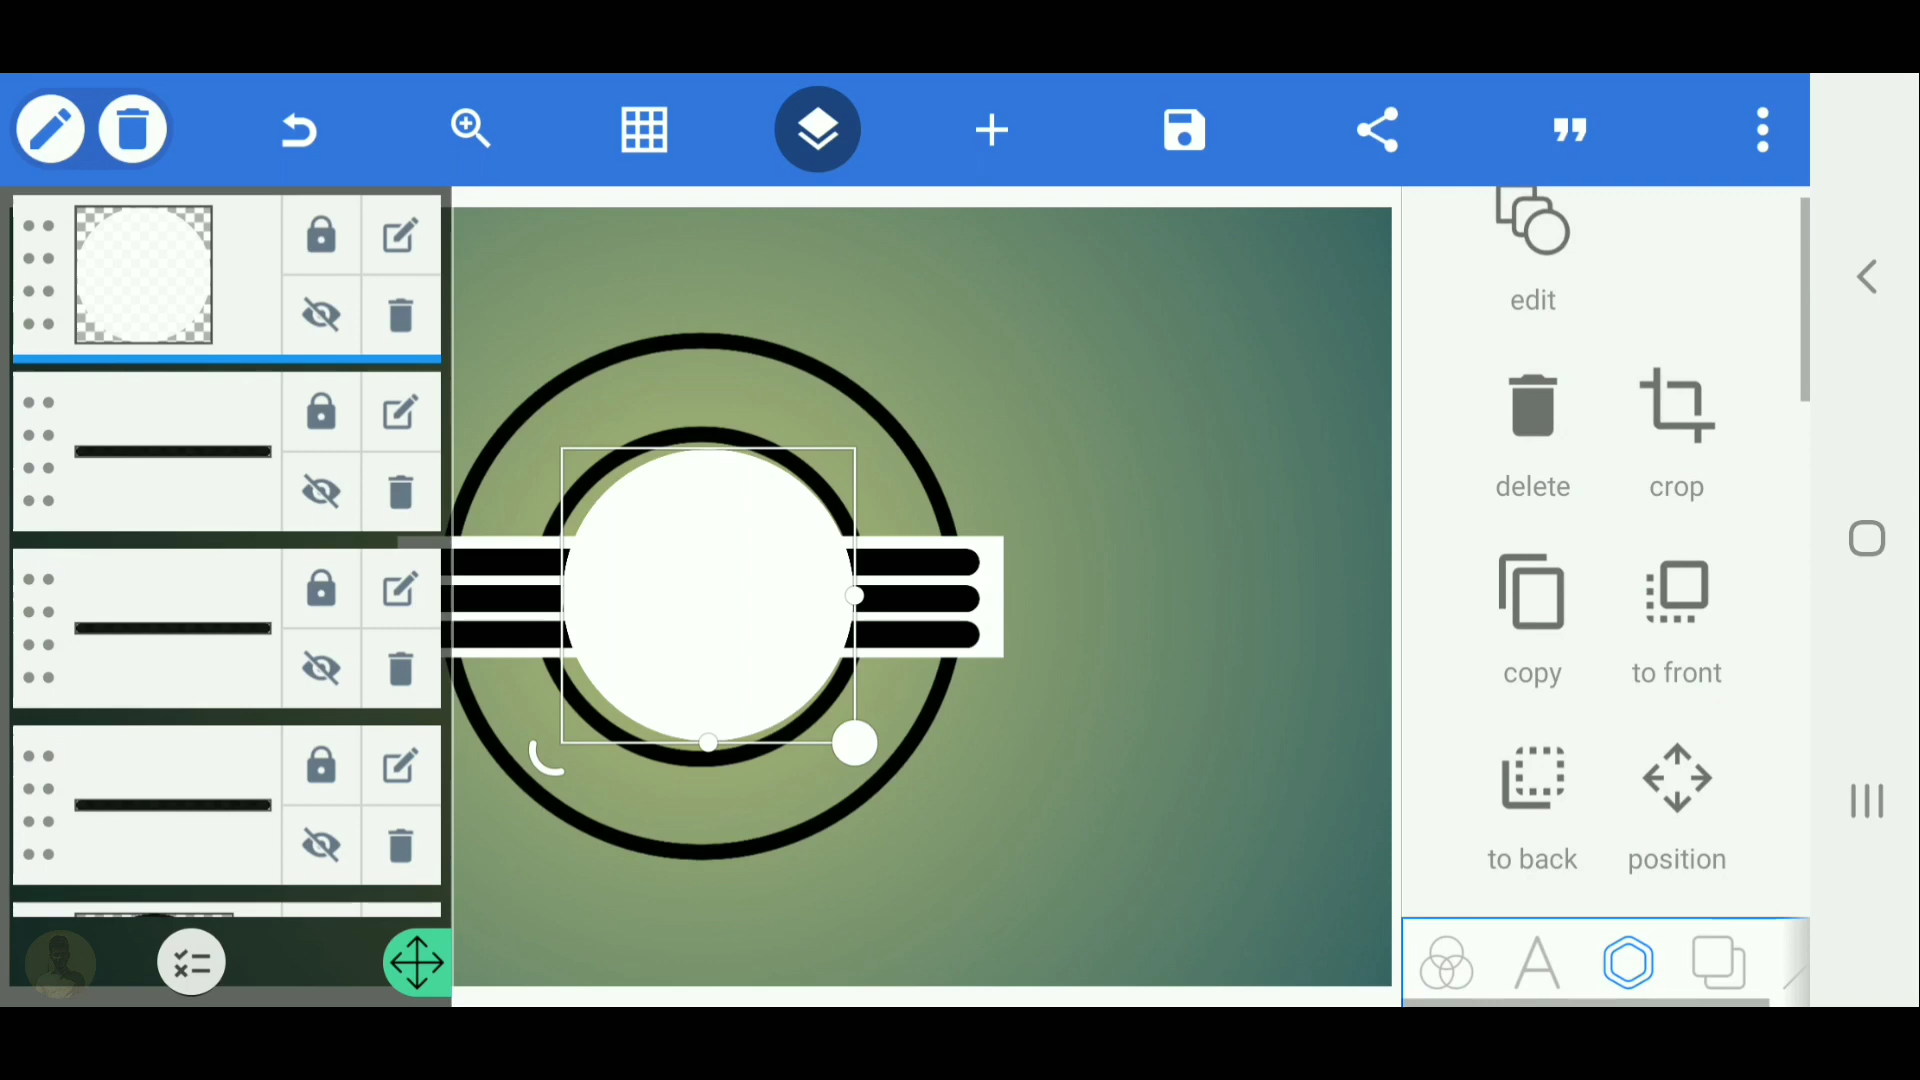 edit
delete
crop
copy
to front
to back
position